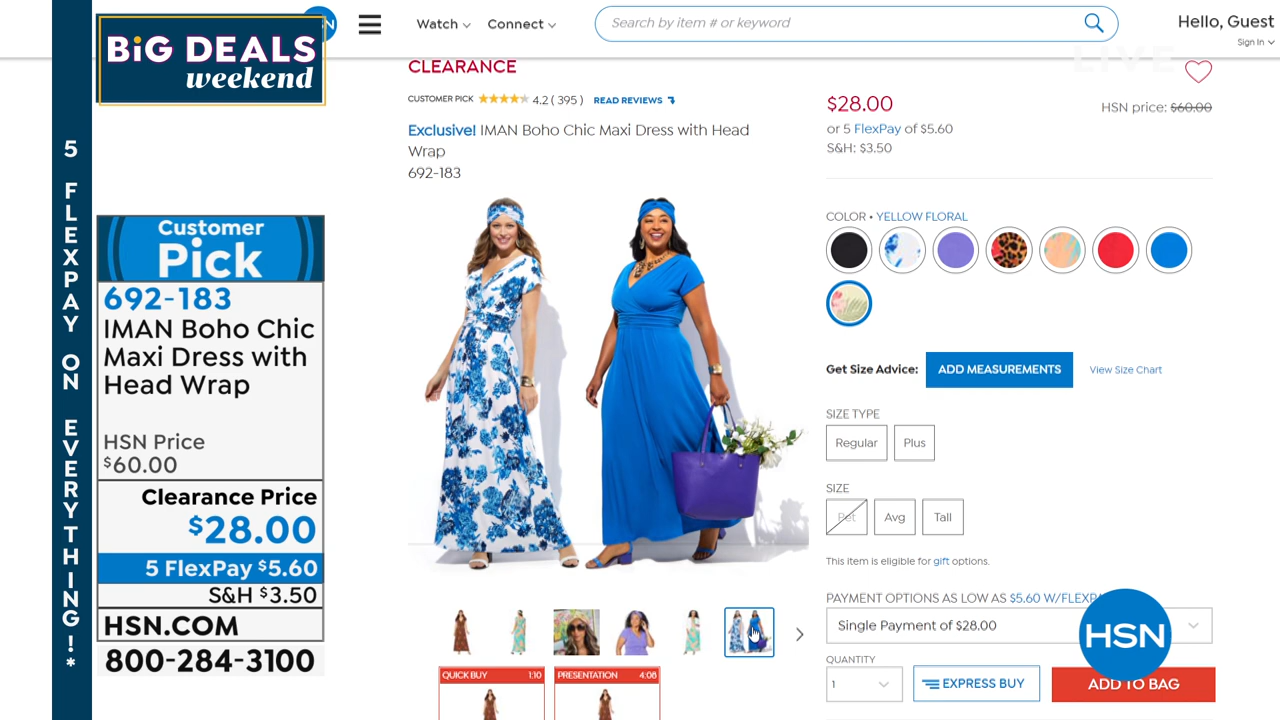 BiG DEALS
weekend
5 FLEXPAY ON EVERYTHING!*
Customer
Pick
692-183
IMAN Boho Chic
Maxi Dress with
Head Wrap
HSN Price
$60.00
Clearance Price
$28.00
5 FlexPay $5.60
S&H $3.50
HSN.COM
800-284-3100
Watch
Connect
Search by item # or keyword
Hello, Guest
Sign In
LIVE
CLEARANCE
CUSTOMER PICK 4.2 ( 395 ) READ REVIEWS
Exclusive! IMAN Boho Chic Maxi Dress with Head
Wrap
692-183
QUICK BUY 1:10
PRESENTATION 4:08
$28.00
HSN price: $60.00
or 5 FlexPay of $5.60
S&H: $3.50
COLOR • YELLOW FLORAL
Get Size Advice: ADD MEASUREMENTS View Size Chart
SIZE TYPE
Regular Plus
SIZE
Pet Avg Tall
This item is eligible for gift options.
PAYMENT OPTIONS AS LOW AS $5.60 W/FLEXP
Single Payment of $28.00
HSN
QUANTITY
1 EXPRESS BUY ADD TO BAG